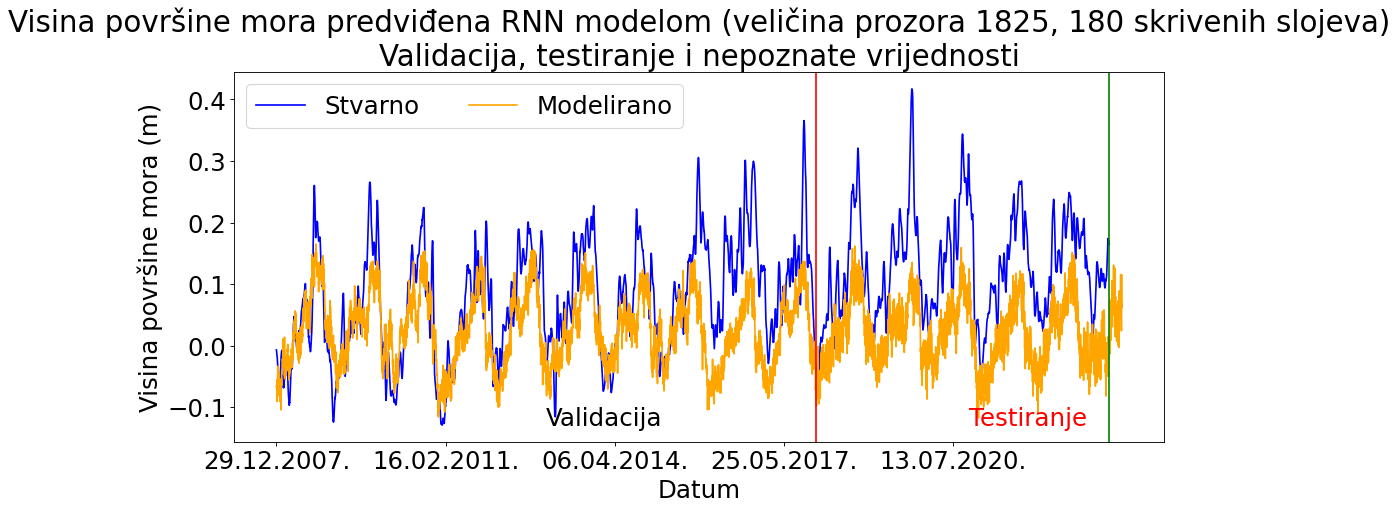 Visina površine mora predviđena RNN modelom (veličina prozora 1825, 180 skrivenih slojeva)
Validacija, testiranje i nepoznate vrijednosti
Stvarno
Modelirano
Visina površine mora (m)
0.4
0.3
0.2
0.1
0.0
−0.1
Validacija
Testiranje
29.12.2007.
16.02.2011.
06.04.2014.
25.05.2017.
13.07.2020.
Datum